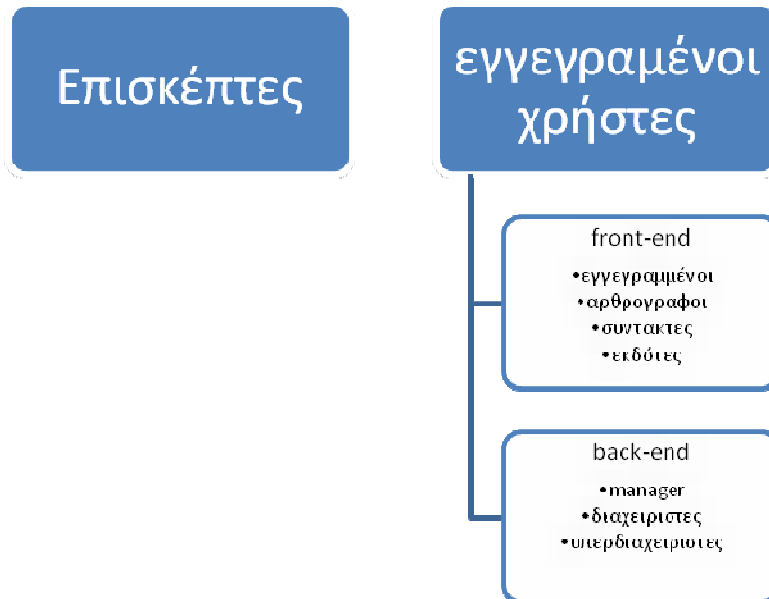 Επισκέπτες
εγγεγραμένοι
χρήστες
front-end
•εγγεγραμμένοι
•αρθρογραφοι
•συντακτες
•εκδότες
back-end
•manager
•διαχειριστες
•υπερδιαχειριστες